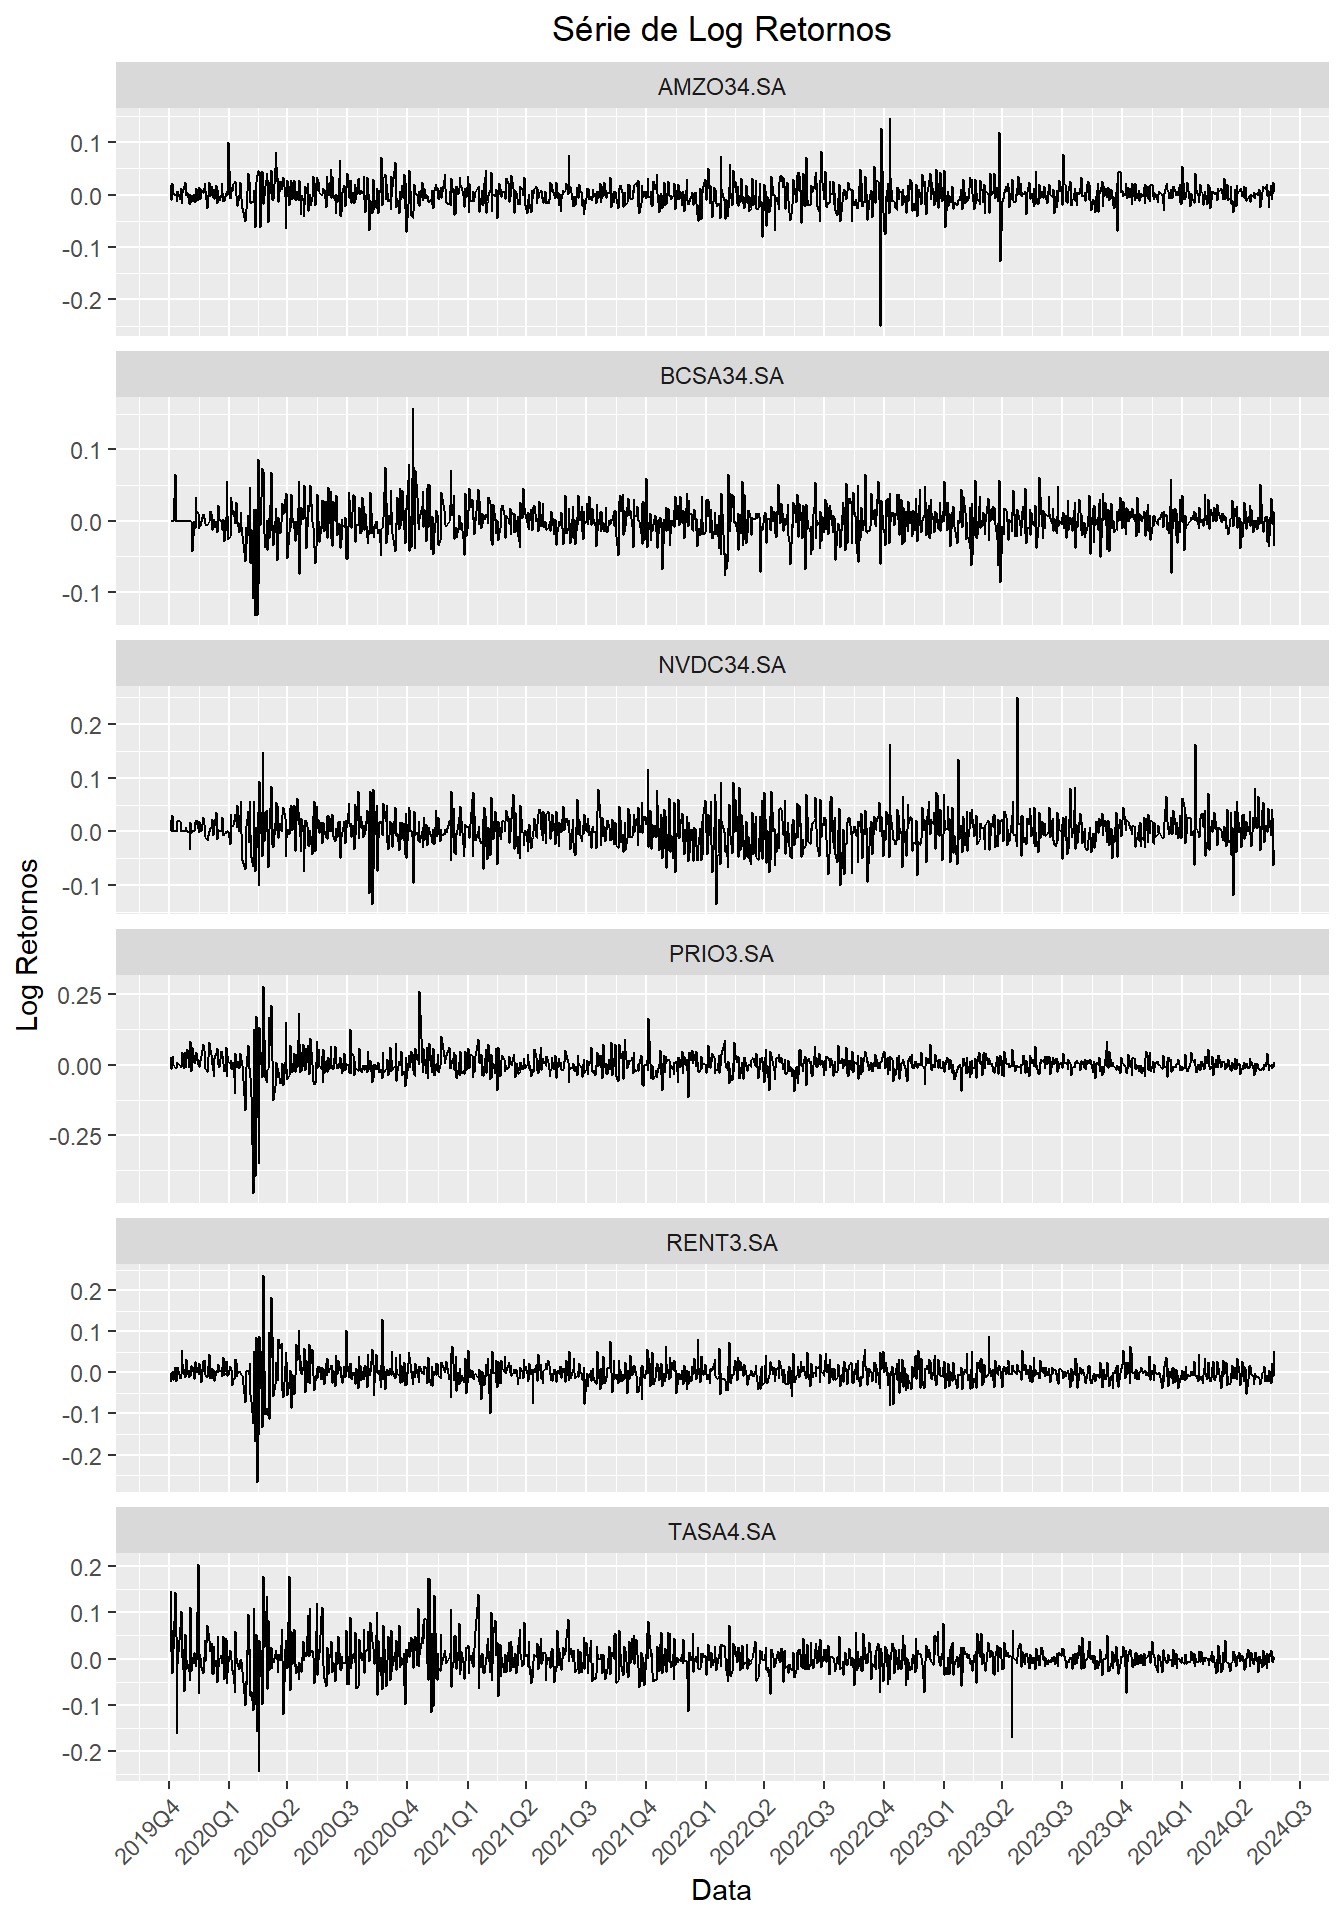 Série de Log Retornos
AMZO34.SA
0.1
0.0
-0.1
-0.2
BCSA34.SA
0.1
0.0
-0.1
NVDC34.SA
0.2
0.1
0.0
-0.1
PRIO3.SA
0.25
0.00
-0.25
RENT3.SA
0.2
0.1
0.0
-0.1
-0.2
TASA4.SA
0.2
0.1
0.0
-0.1
-0.2
Log Retornos
2019Q4
2020Q1
2020Q2
2020Q3
2020Q4
2021Q1
2021Q2
2021Q3
2021Q4
2022Q1
2022Q2
2022Q3
2022Q4
2023Q1
2023Q2
2023Q3
2023Q4
2024Q1
2024Q2
2024Q3
Data